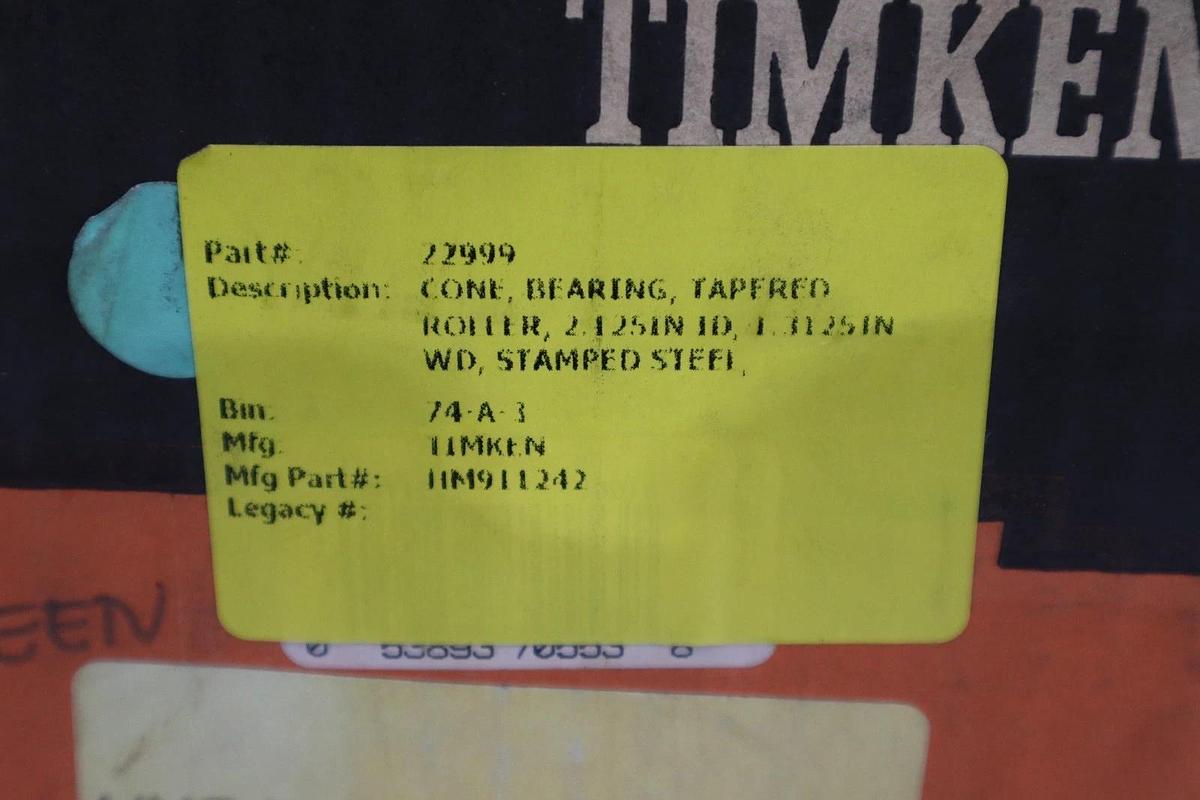 TIMKEN
Part#: 22999
Description: CONE, BEARING, TAPERED
ROLLER, 2.125IN ID, 1.3125IN
WD, STAMPED STEEL,
Bin: 74-A-3
Mfg: TIMKEN
Mfg Part#: HM911242
Legacy #:
EEN
0 53893 70553 8